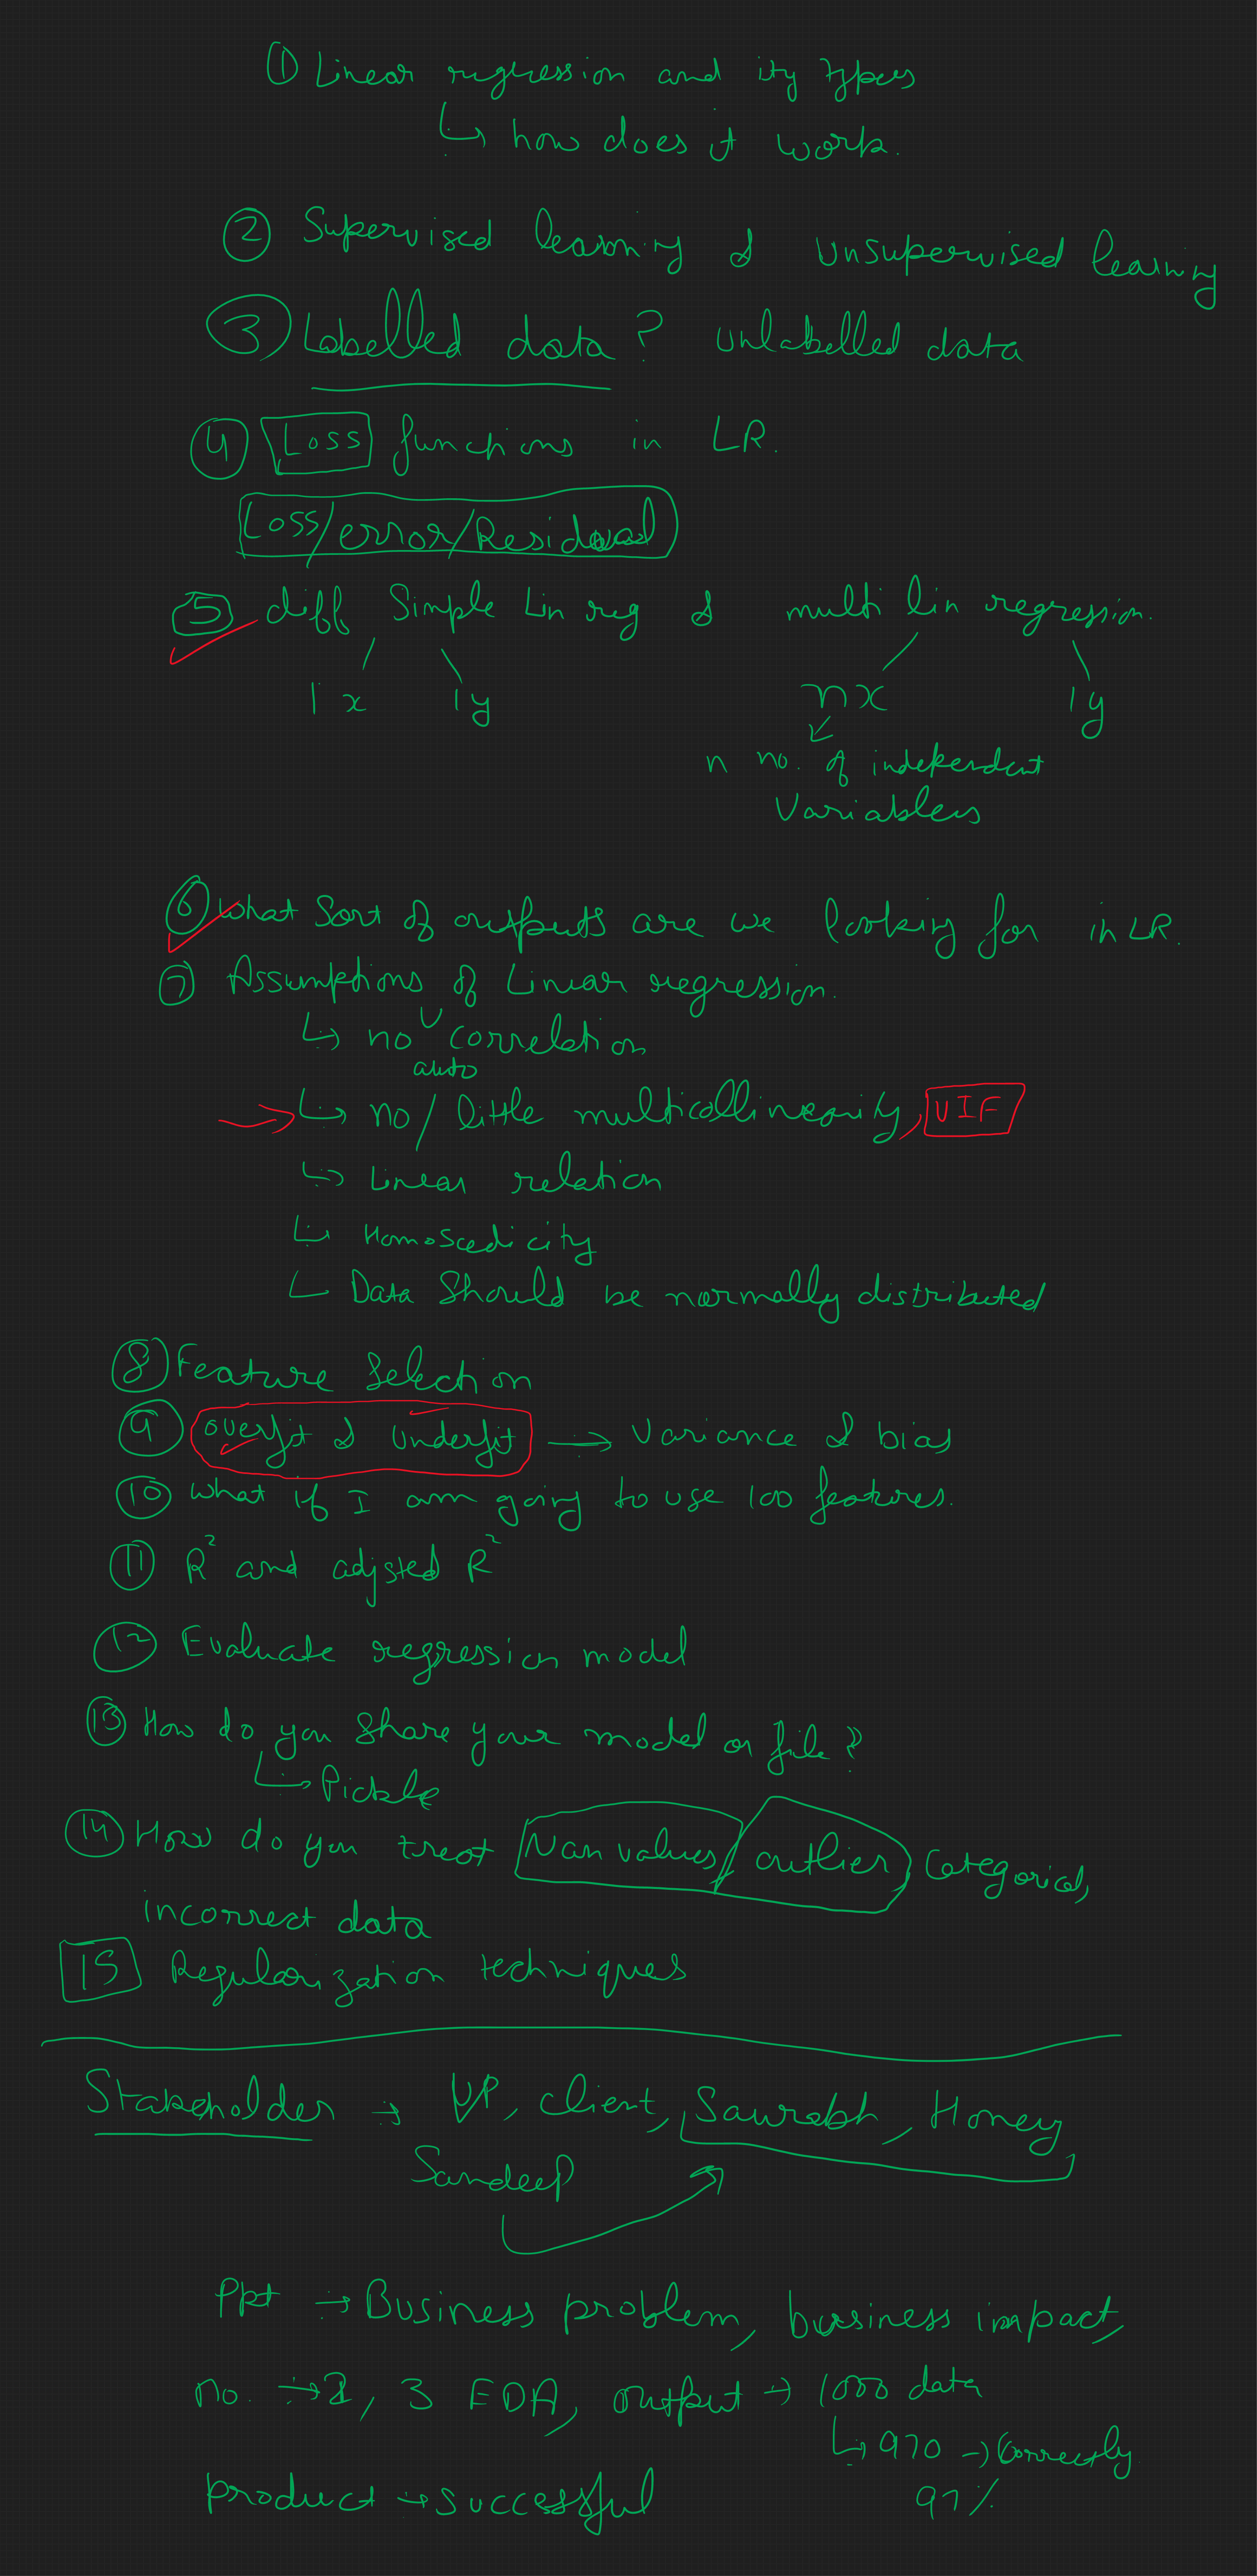 ① Linear regression and ity types
↳ how does it work.
② Supervised learning & unsupervised learning
③ Labelled data? unlabelled data
④ Loss functions in LR.
Loss/error/Residual
⑤ diff Simple Lin reg & multi lin regression.
1x 1y nx 1y
n no. of independent
Variables
⑥ what Sort of outputs are we looking for in LR.
⑦ Assumptions of Linear regression.
↳ no auto correlation
↳ no/little multicollinearity, VIF
↳ Linear relation
↳ Homoscedicity
↳ Data Should be normally distributed
⑧ Feature Selection
⑨ overfit & underfit → Variance & bias
⑩ what if I am going to use 100 features.
⑪ R² and adjsted R²
⑫ Evaluate regression model
⑬ How do you share your model or file?
↳ Pickle
⑭ How do you treat Nan values/outlier, Categorical,
incorrect data
15 Regularization techniques
Stakeholder → VP, client, Saurabh, Honey
Sandeep
Ppt → Business problem, business impact,
no. → 2, 3 EDA, output → 1000 data
↳ 970 → Correctly
product → successful 97%